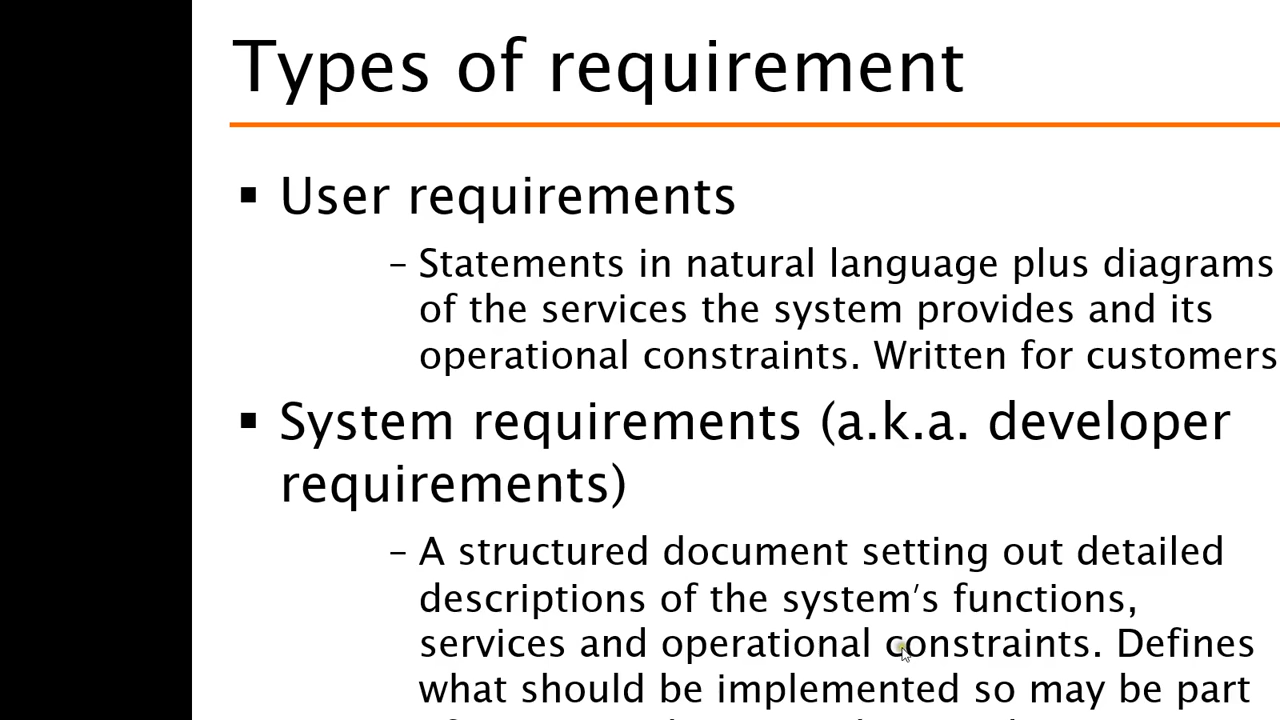 Types of requirement
▪ User requirements
– Statements in natural language plus diagrams
of the services the system provides and its
operational constraints. Written for customers
▪ System requirements (a.k.a. developer
requirements)
– A structured document setting out detailed
descriptions of the system’s functions,
services and operational constraints. Defines
what should be implemented so may be part